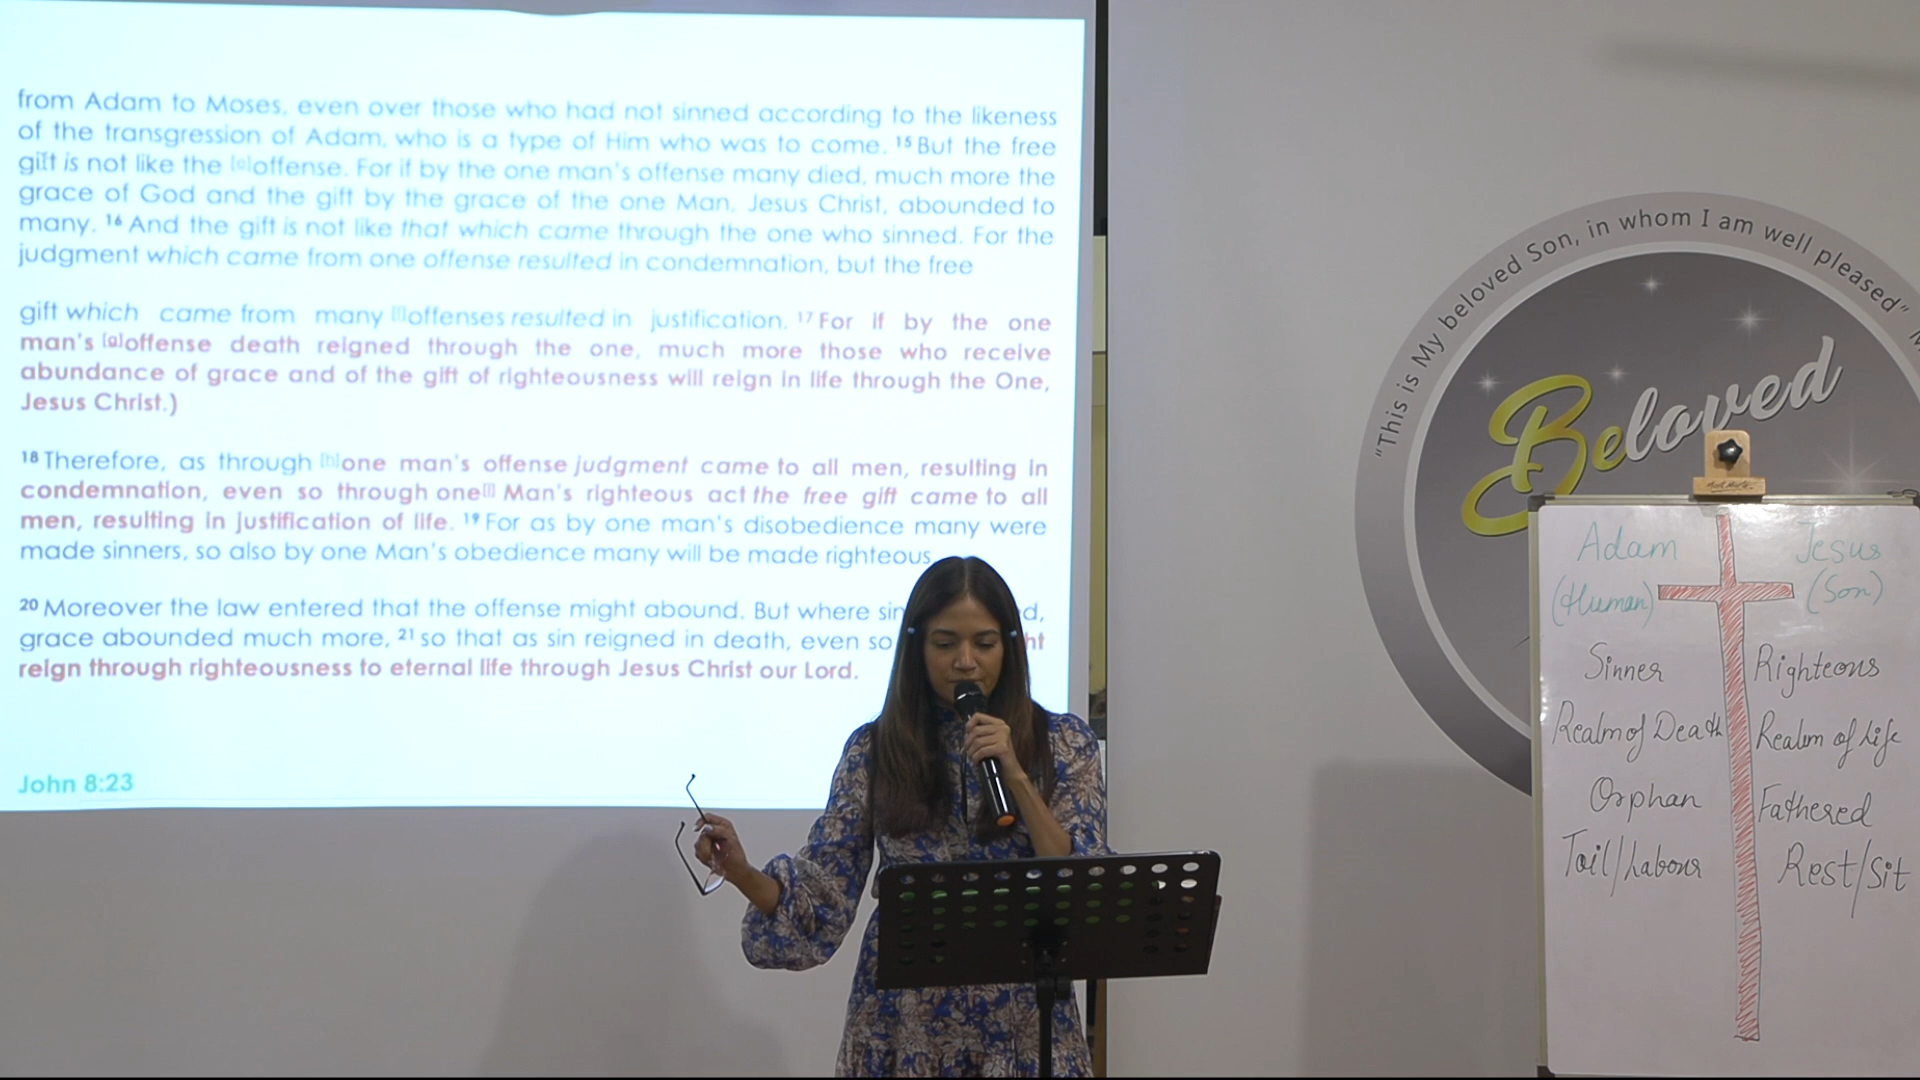 from Adam to Moses, even over those who had not sinned according to the likeness
of the transgression of Adam, who is a type of Him who was to come. 15 But the free
gift is not like the [e]offense. For if by the one man's offense many died, much more the
grace of God and the gift by the grace of the one Man, Jesus Christ, abounded to
many. 16 And the gift is not like that which came through the one who sinned. For the
judgment which came from one offense resulted in condemnation, but the free
gift which came from many [f]offenses resulted in justification. 17 For if by the one
man's [g]offense death reigned through the one, much more those who receive
abundance of grace and of the gift of righteousness will reign in life through the One,
Jesus Christ.)
18 Therefore, as through [h]one man's offense judgment came to all men, resulting in
condemnation, even so through one[i] Man's righteous act the free gift came to all
men, resulting in justification of life. 19 For as by one man's disobedience many were
made sinners, so also by one Man's obedience many will be made righteous
20 Moreover the law entered that the offense might abound. But where sin d,
grace abounded much more, 21 so that as sin reigned in death, even so ht
reign through righteousness to eternal life through Jesus Christ our Lord.
John 8:23
"This is My beloved Son, in whom I am well pleased" M
Beloved
Adam Jesus
(Human) (Son)
Sinner Righteous
Realm of Death Realm of Life
Orphan Fathered
Toil/Labour Rest/Sit